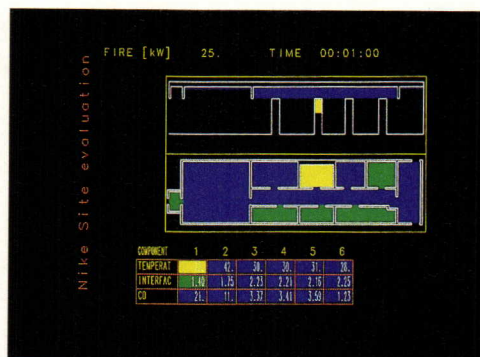 FIRE [kW] 25. TIME 00:01:00
Nike Site evaluation
COMPONENT 1 2 3 4 5 6
TEMPERAT 42. 30. 30. 31. 28.
INTERFAC 1.40 1.75 2.23 2.21 2.16 2.25
CO 21. 11. 3.37 3.41 3.59 1.23